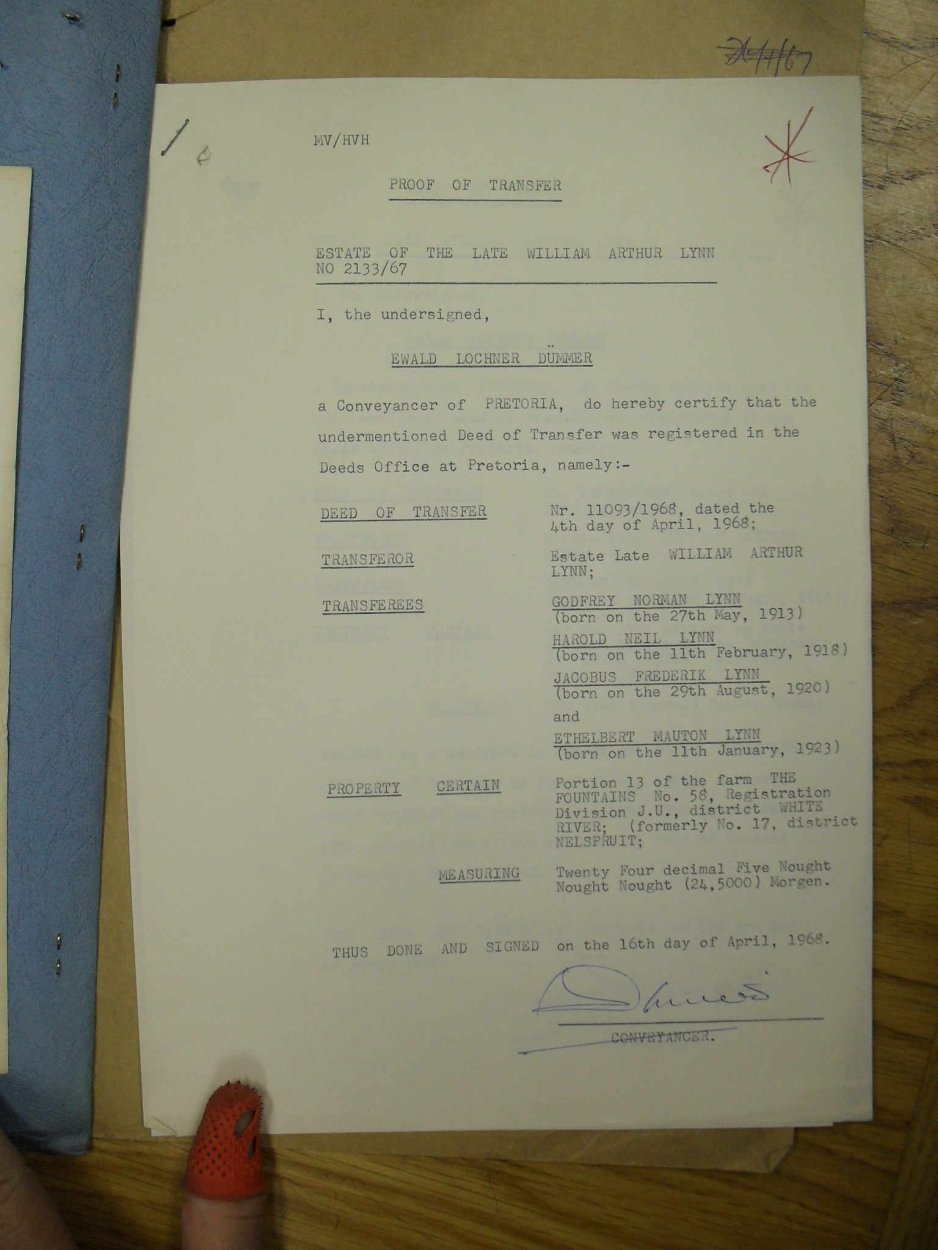 MV/HVH
PROOF OF TRANSFER
ESTATE OF THE LATE WILLIAM ARTHUR LYNN
NO 2133/67
I, the undersigned,
EWALD LOCHNER DÜMMER
a Conveyancer of PRETORIA, do hereby certify that the
undermentioned Deed of Transfer was registered in the
Deeds Office at Pretoria, namely:-
DEED OF TRANSFER Nr. 11093/1968, dated the
4th day of April, 1968;
TRANSFEROR Estate Late WILLIAM ARTHUR
LYNN;
TRANSFEREES GODFREY NORMAN LYNN
(born on the 27th May, 1913)
HAROLD NEIL LYNN
(born on the 11th February, 1918)
JACOBUS FREDERIK LYNN
(born on the 29th August, 1920)
and
ETHELBERT MAUTON LYNN
(born on the 11th January, 1923)
PROPERTY CERTAIN Portion 13 of the farm THE
FOUNTAINS No. 58, Registration
Division J.U., district WHITE
RIVER; (formerly No. 17, district
NELSPRUIT;
MEASURING Twenty Four decimal Five Nought
Nought Nought (24,5000) Morgen.
THUS DONE AND SIGNED on the 16th day of April, 1968.
CONVEYANCER.